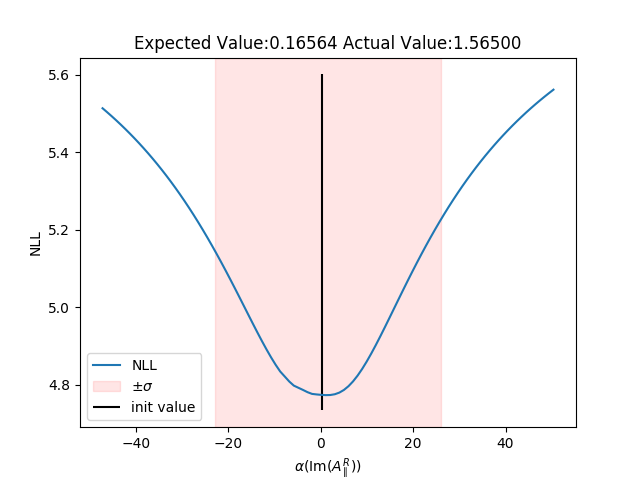 Expected Value:0.16564 Actual Value:1.56500
NLL
5.6
5.4
5.2
5.0
4.8
NLL
±σ
init value
−40
−20
0
20
40
α(Im(A_∥^R))